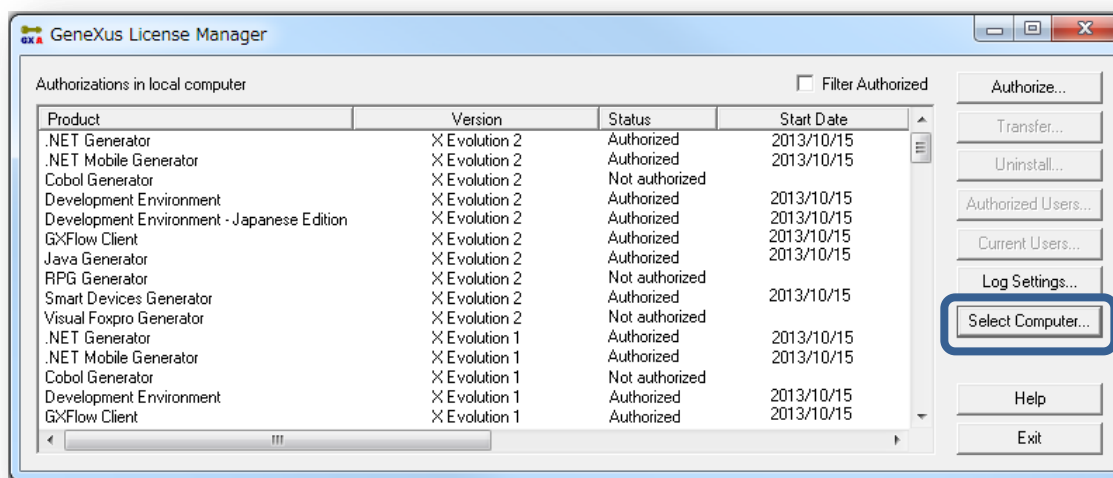 GXA GeneXus License Manager
Authorizations in local computer Filter Authorized
Product Version Status Start Date
.NET Generator X Evolution 2 Authorized 2013/10/15
.NET Mobile Generator X Evolution 2 Authorized 2013/10/15
Cobol Generator X Evolution 2 Not authorized
Development Environment X Evolution 2 Authorized 2013/10/15
Development Environment - Japanese Edition X Evolution 2 Authorized 2013/10/15
GXFlow Client X Evolution 2 Authorized 2013/10/15
Java Generator X Evolution 2 Authorized 2013/10/15
RPG Generator X Evolution 2 Not authorized
Smart Devices Generator X Evolution 2 Authorized 2013/10/15
Visual Foxpro Generator X Evolution 2 Not authorized
.NET Generator X Evolution 1 Authorized 2013/10/15
.NET Mobile Generator X Evolution 1 Authorized 2013/10/15
Cobol Generator X Evolution 1 Not authorized
Development Environment X Evolution 1 Authorized 2013/10/15
GXFlow Client X Evolution 1 Authorized 2013/10/15
Authorize...
Transfer...
Uninstall...
Authorized Users...
Current Users...
Log Settings...
Select Computer...
Help
Exit